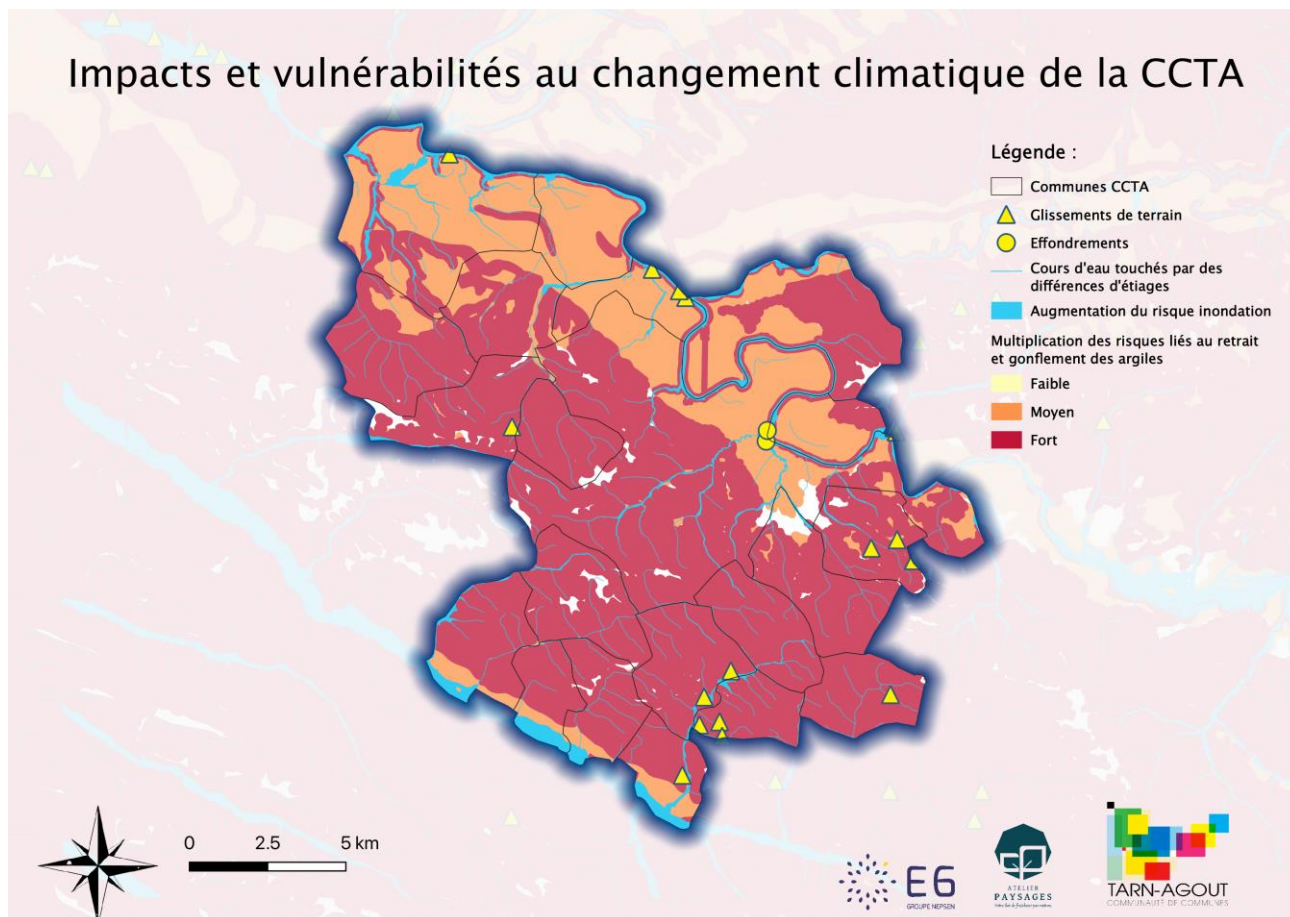 Impacts et vulnérabilités au changement climatique de la CCTA
Légende :
Communes CCTA
Glissements de terrain
Effondrements
Cours d'eau touchés par des
différences d'étiages
Augmentation du risque inondation
Multiplication des risques liés au retrait
et gonflement des argiles
Faible
Moyen
Fort
0 2.5 5 km
E6
GROUPE NEPSEN
ATELIER
PAYSAGES
TARN-AGOUT
COMMUNAUTÉ DE COMMUNES